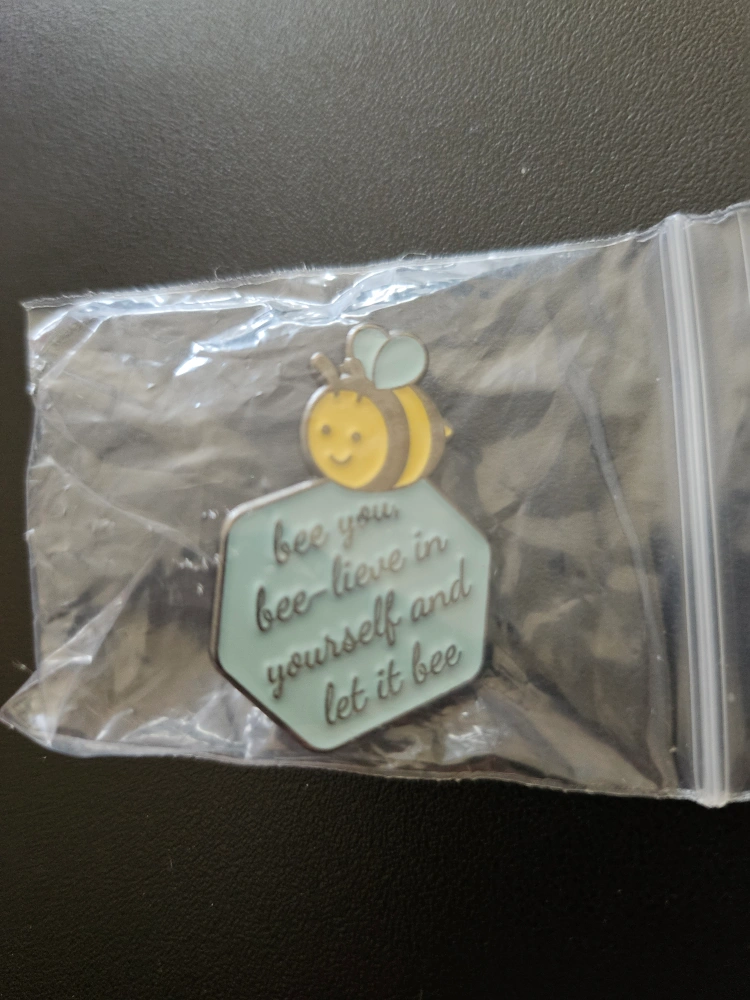 bee you,
bee-lieve in
yourself and
let it bee